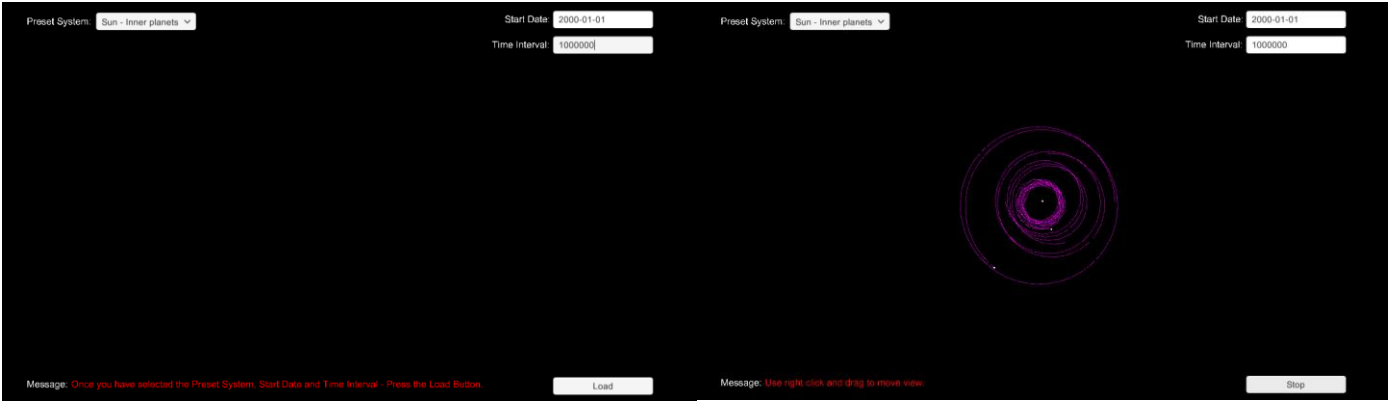 Preset System: Sun - Inner planets
Start Date: 2000-01-01
Time Interval: 1000000
Message: Once you have selected the Preset System, Start Date and Time Interval - Press the Load Button.
Load
Preset System: Sun - Inner planets
Start Date: 2000-01-01
Time Interval: 1000000
Message: Use right click and drag to move view.
Stop